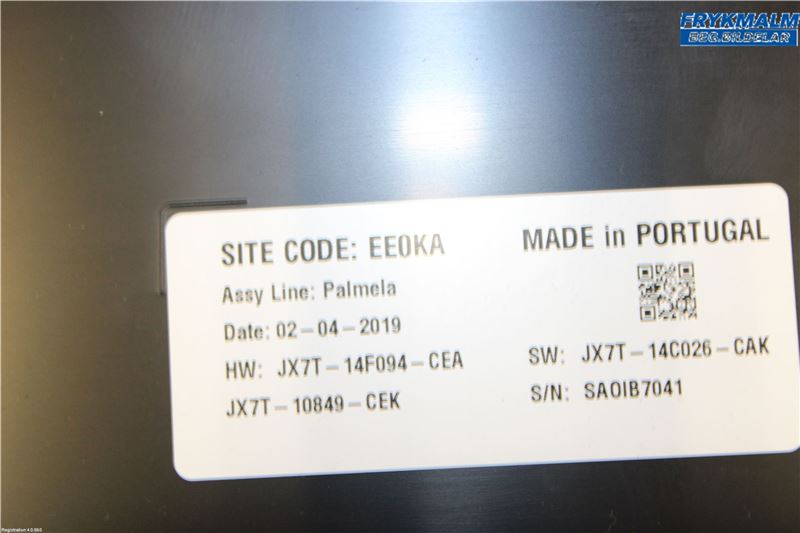 FRYKMALM
BEG.BILDELAR
SITE CODE: EE0KA
MADE in PORTUGAL
Assy Line: Palmela
Date: 02-04-2019
HW: JX7T-14F094-CEA
SW: JX7T-14C026-CAK
JX7T-10849-CEK
S/N: SAOIB7041